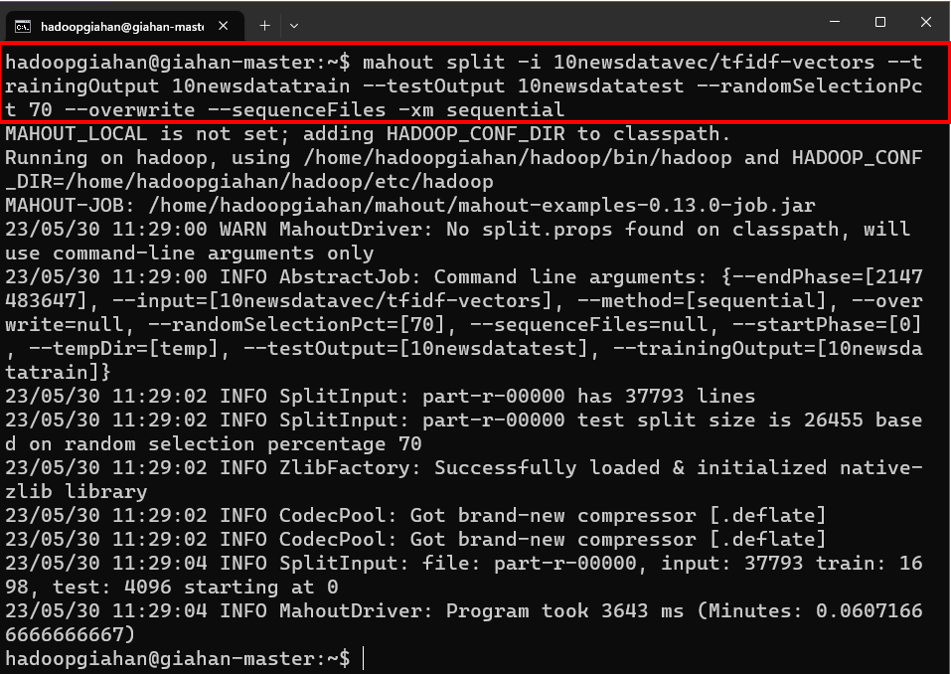 hadoopgiahan@giahan-mast
hadoopgiahan@giahan-master:~$ mahout split -i 10newsdatavec/tfidf-vectors --t
rainingOutput 10newsdatatrain --testOutput 10newsdatatest --randomSelectionPc
t 70 --overwrite --sequenceFiles -xm sequential
MAHOUT_LOCAL is not set; adding HADOOP_CONF_DIR to classpath.
Running on hadoop, using /home/hadoopgiahan/hadoop/bin/hadoop and HADOOP_CONF
_DIR=/home/hadoopgiahan/hadoop/etc/hadoop
MAHOUT-JOB: /home/hadoopgiahan/mahout/mahout-examples-0.13.0-job.jar
23/05/30 11:29:00 WARN MahoutDriver: No split.props found on classpath, will
use command-line arguments only
23/05/30 11:29:00 INFO AbstractJob: Command line arguments: {--endPhase=[2147
483647], --input=[10newsdatavec/tfidf-vectors], --method=[sequential], --over
write=null, --randomSelectionPct=[70], --sequenceFiles=null, --startPhase=[0]
, --tempDir=[temp], --testOutput=[10newsdatatest], --trainingOutput=[10newsda
tatrain]}
23/05/30 11:29:02 INFO SplitInput: part-r-00000 has 37793 lines
23/05/30 11:29:02 INFO SplitInput: part-r-00000 test split size is 26455 base
d on random selection percentage 70
23/05/30 11:29:02 INFO ZlibFactory: Successfully loaded & initialized native-
zlib library
23/05/30 11:29:02 INFO CodecPool: Got brand-new compressor [.deflate]
23/05/30 11:29:02 INFO CodecPool: Got brand-new compressor [.deflate]
23/05/30 11:29:04 INFO SplitInput: file: part-r-00000, input: 37793 train: 16
98, test: 4096 starting at 0
23/05/30 11:29:04 INFO MahoutDriver: Program took 3643 ms (Minutes: 0.0607166
6666666667)
hadoopgiahan@giahan-master:~$